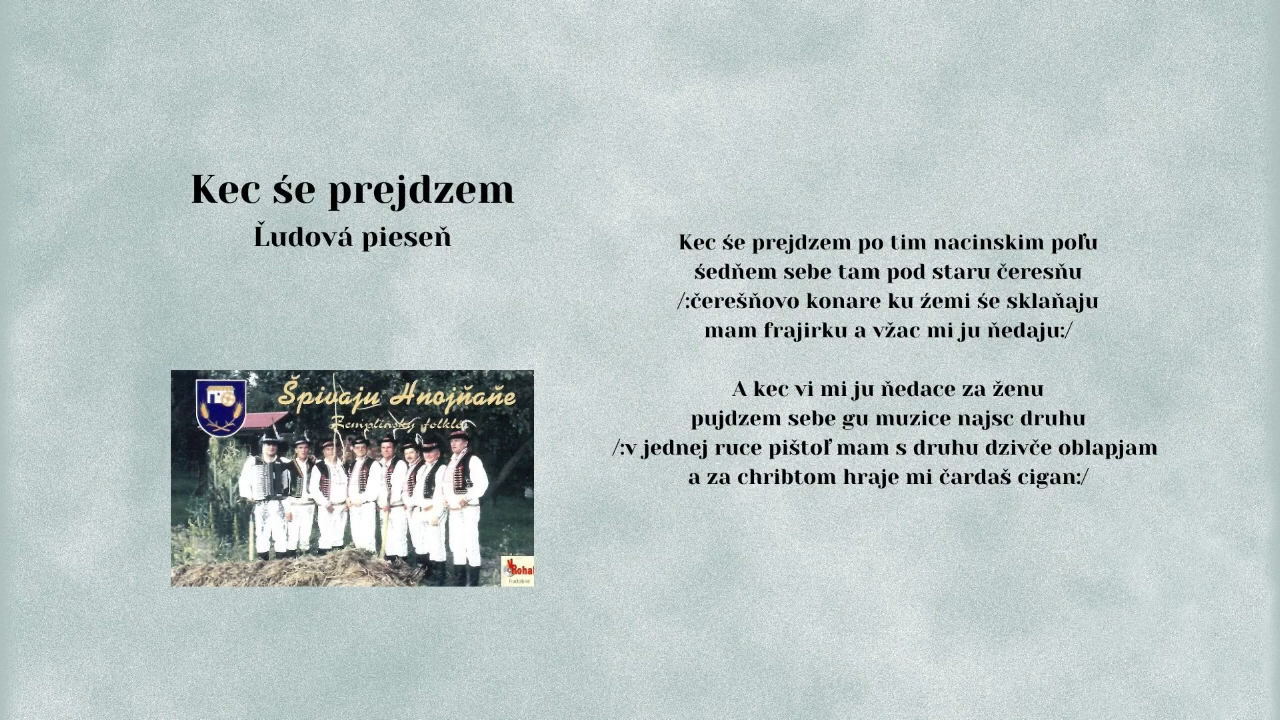 Kec śe prejdzem
Ľudová pieseň
Špivaju Hnojňaňe
Zemplínsky folklór
Kec śe prejdzem po tim nacinskim poľu
śedňem sebe tam pod staru čeresňu
/:čerešňovo konare ku źemi śe sklaňaju
mam frajirku a vžac mi ju ňedaju:/
A kec vi mi ju ňedace za ženu
pujdzem sebe gu muzice najsc druhu
/:v jednej ruce pištoľ mam s druhu dzivče oblapjam
a za chribtom hraje mi čardaš cigan:/